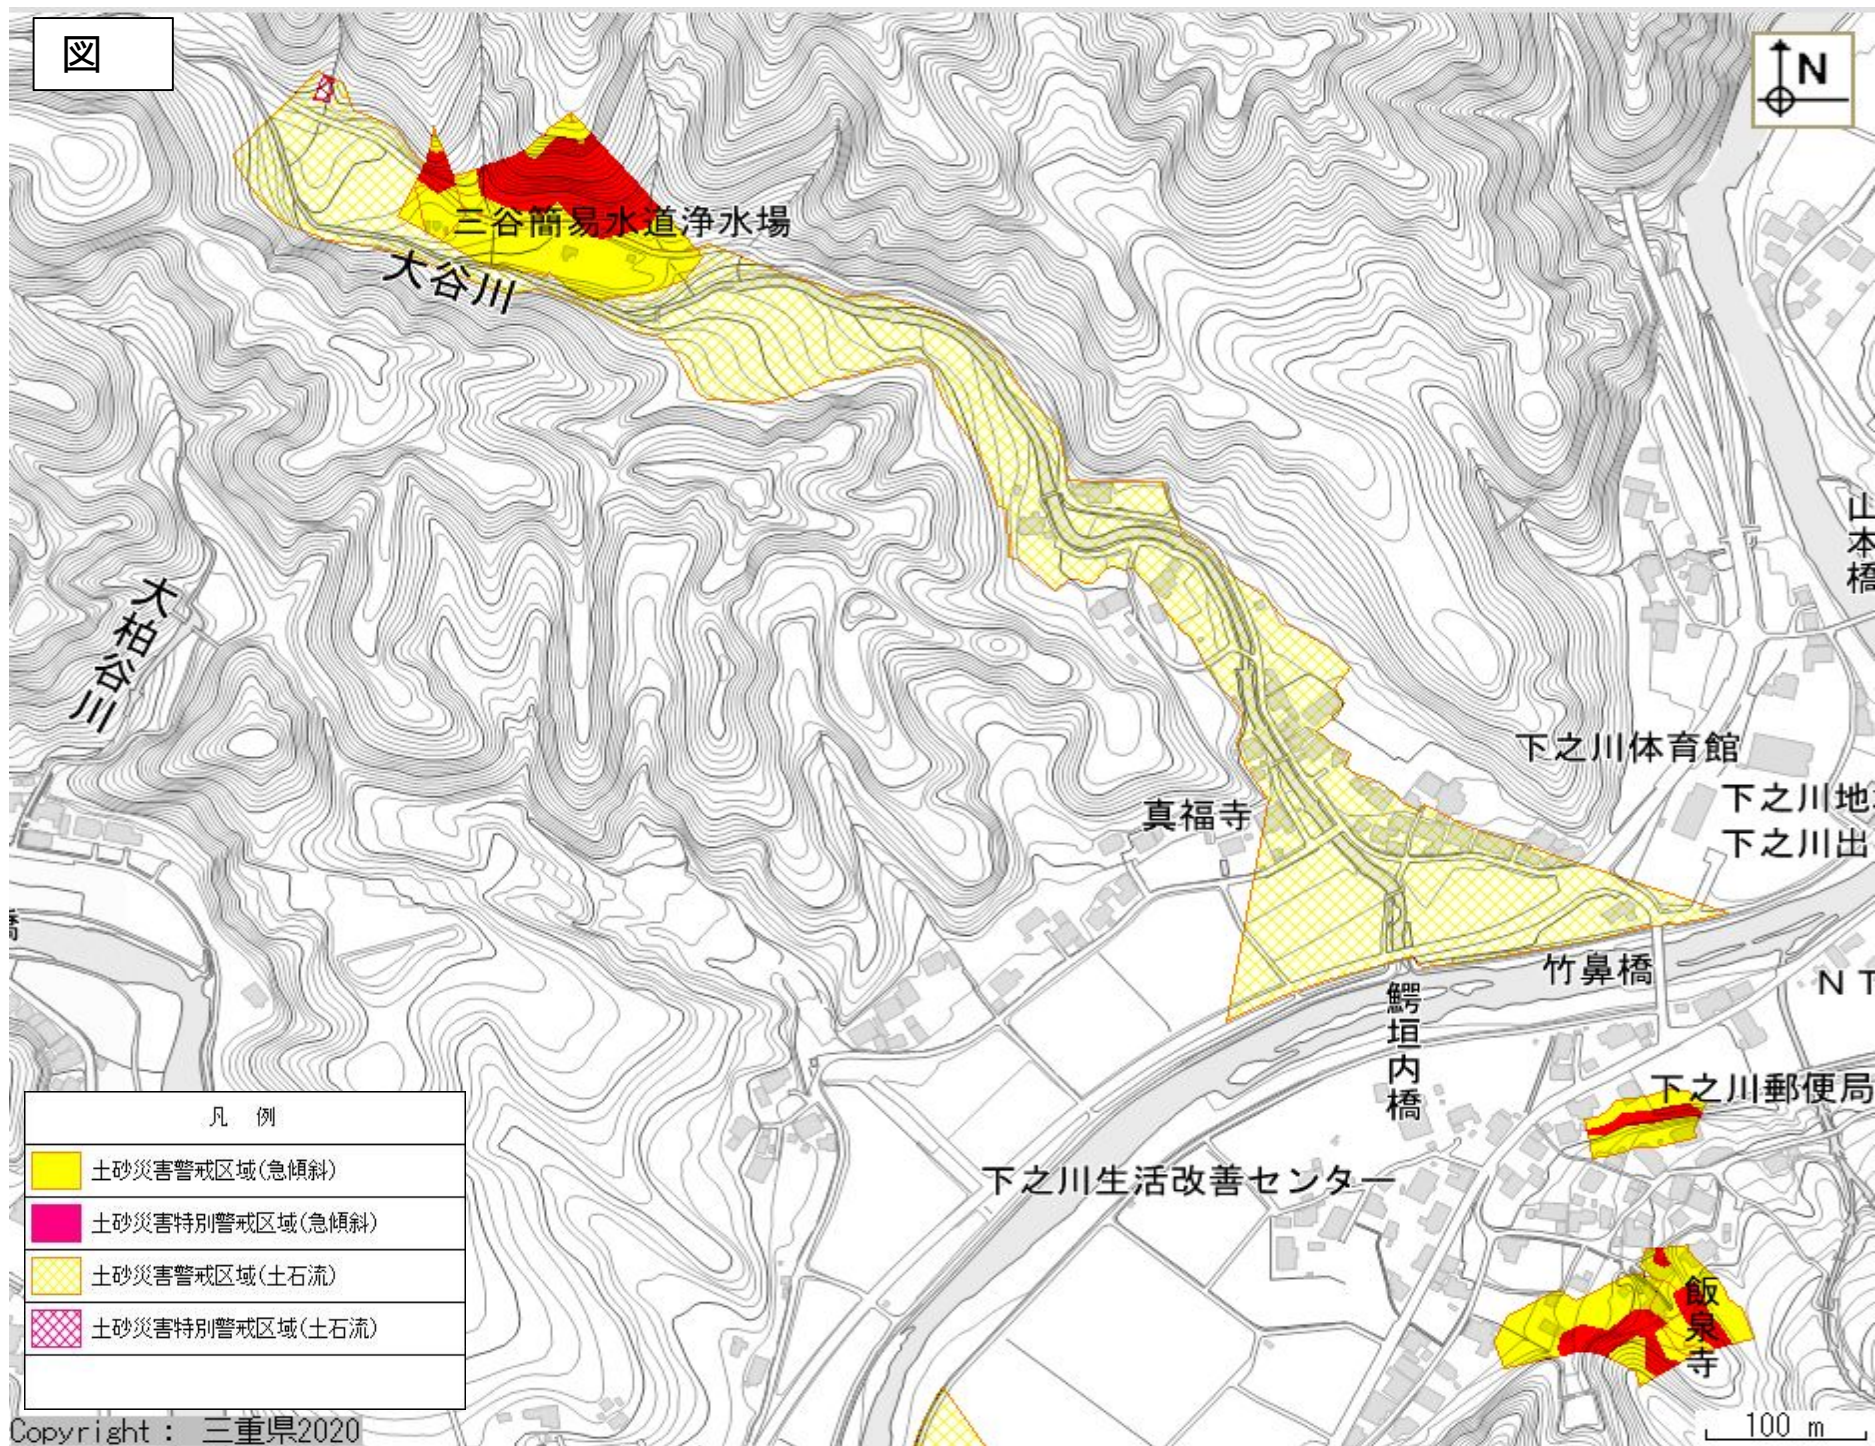 図
N
三谷簡易水道浄水場
大谷川
山本橋
大柏谷川
下之川体育館
下之川地
真福寺
下之川出
竹鼻橋
NT
鰐垣内橋
下之川郵便局
下之川生活改善センター
飯泉寺
凡 例
土砂災害警戒区域(急傾斜)
土砂災害特別警戒区域(急傾斜)
土砂災害警戒区域(土石流)
土砂災害特別警戒区域(土石流)
Copyright : 三重県2020
100 m